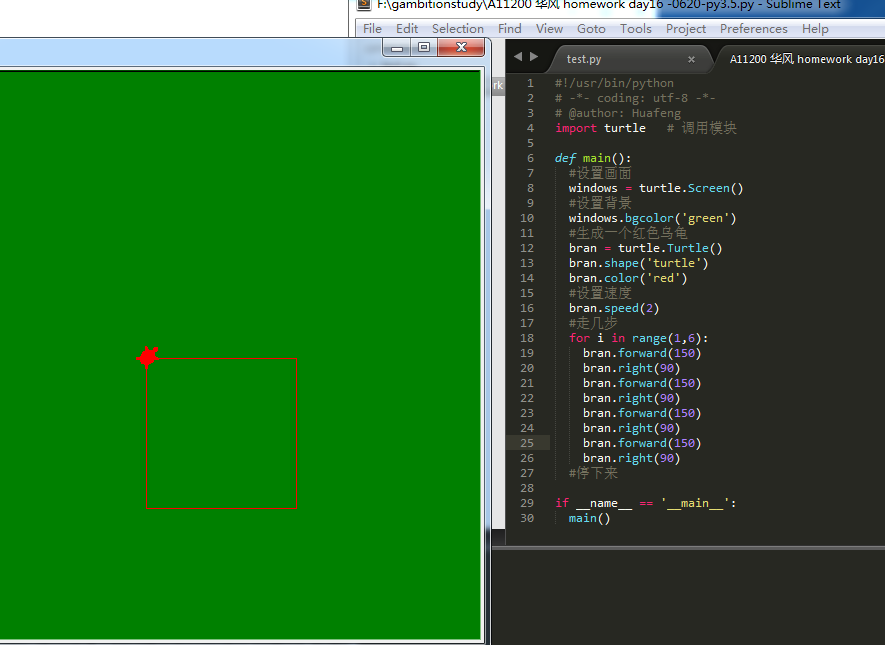 F:\gambitionstudy\A11200 华风 homework day16 -0620-py3.5.py - Sublime Text
File Edit Selection Find View Goto Tools Project Preferences Help
test.py × A11200 华风 homework day16
rk
1 #!/usr/bin/python
2 # -*- coding: utf-8 -*-
3 # @author: Huafeng
4 import turtle # 调用模块
5
6 def main():
7 #设置画面
8 windows = turtle.Screen()
9 #设置背景
10 windows.bgcolor('green')
11 #生成一个红色乌龟
12 bran = turtle.Turtle()
13 bran.shape('turtle')
14 bran.color('red')
15 #设置速度
16 bran.speed(2)
17 #走几步
18 for i in range(1,6):
19 bran.forward(150)
20 bran.right(90)
21 bran.forward(150)
22 bran.right(90)
23 bran.forward(150)
24 bran.right(90)
25 bran.forward(150)
26 bran.right(90)
27 #停下来
28
29 if __name__ == '__main__':
30 main()